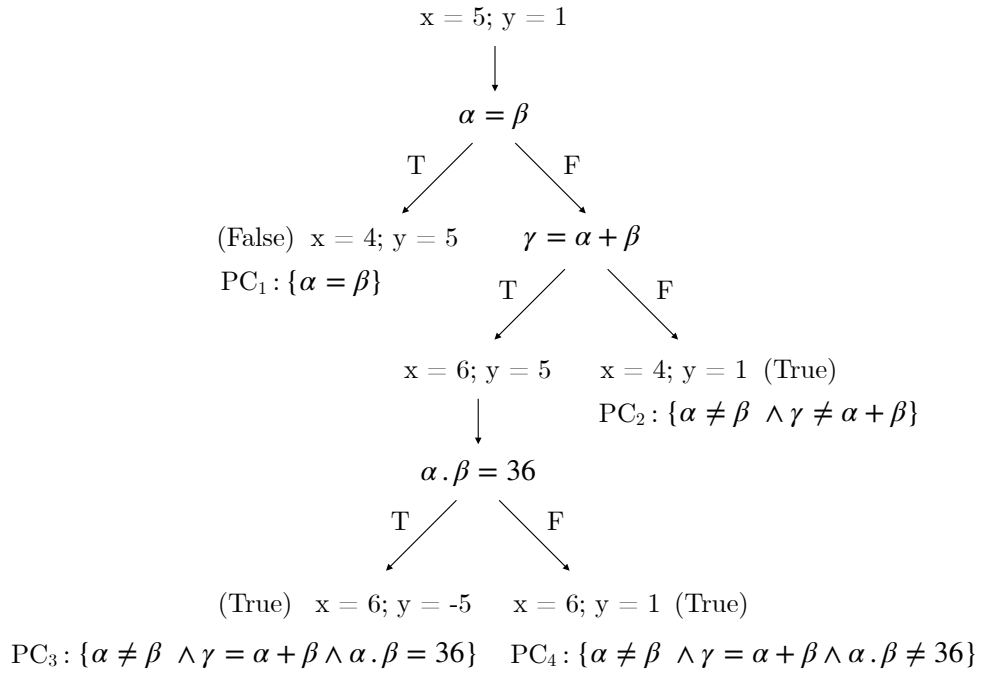 x = 5; y = 1
α = β
T F
(False) x = 4; y = 5 γ = α + β
PC₁ : {α = β}
T F
x = 6; y = 5 x = 4; y = 1 (True)
PC₂ : {α ≠ β ∧ γ ≠ α + β}
α . β = 36
T F
(True) x = 6; y = -5 x = 6; y = 1 (True)
PC₃ : {α ≠ β ∧ γ = α + β ∧ α . β = 36} PC₄ : {α ≠ β ∧ γ = α + β ∧ α . β ≠ 36}